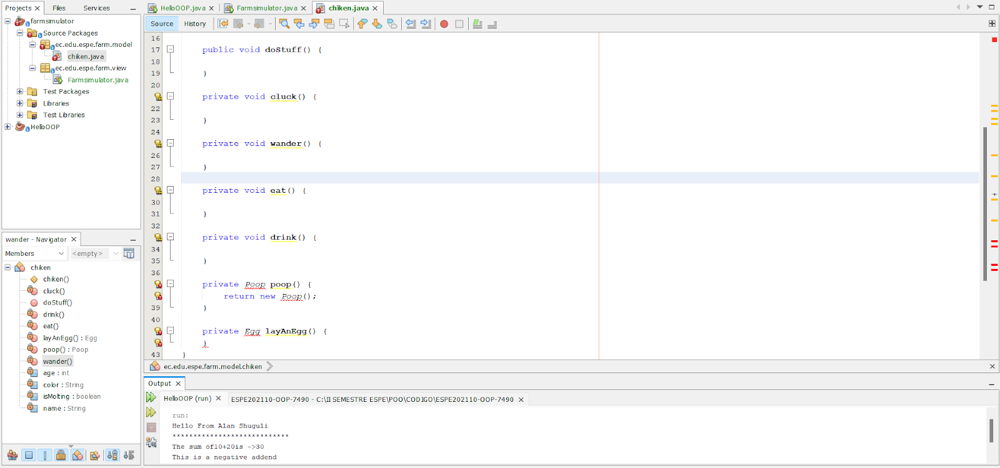 Projects
Files
Services
farmsimulator
Source Packages
ec.edu.espe.farm.model
chiken.java
ec.edu.espe.farm.view
Farmsimulator.java
Test Packages
Libraries
Test Libraries
HelloOOP
wander - Navigator
Members
<empty>
chiken
chiken()
cluck()
doStuff()
drink()
eat()
layAnEgg() : Egg
poop() : Poop
wander()
age : int
color : String
isMolting : boolean
name : String
HelloOOP.java
Farmsimulator.java
chiken.java
Source
History
16
17 public void doStuff() {
18
19 }
20
private void cluck() {
22
23 }
24
private void wander() {
26
27 }
28
private void eat() {
30
31 }
32
private void drink() {
34
35 }
36
private Poop poop() {
return new Poop();
39 }
40
private Egg layAnEgg() {
}
43 }
ec.edu.espe.farm.model.chiken
Output
HelloOOP (run)
ESPE202110-OOP-7490 - C:\II SEMESTRE ESPE\POO\CODIGO\ESPE202110-OOP-7490
run:
Hello From Alan Shuguli
****************************
The sum of10+20is ->30
This is a negative addend